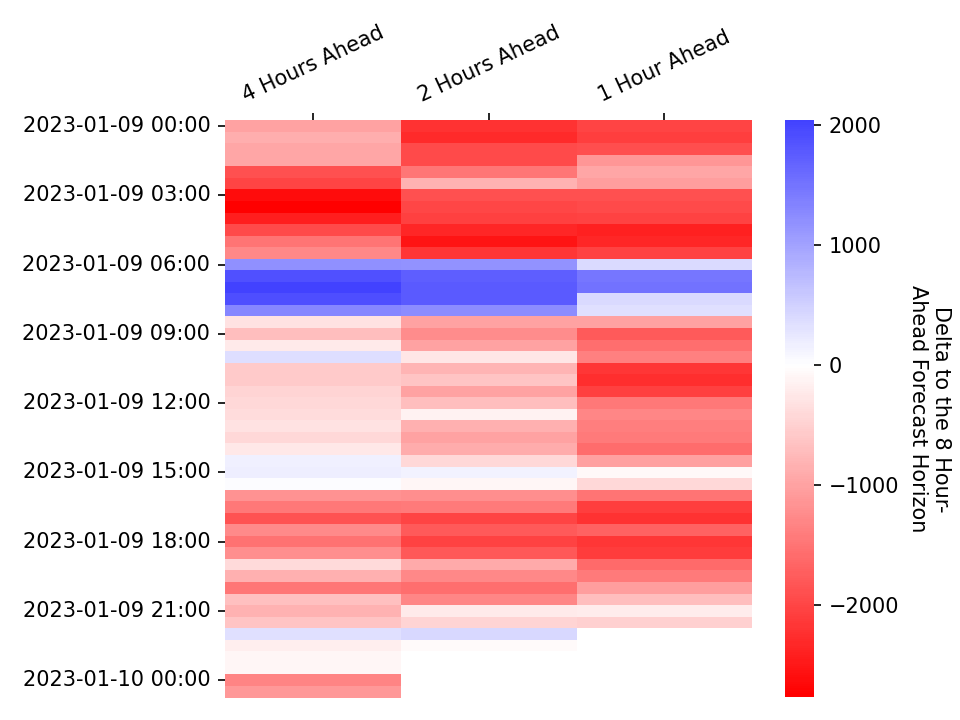 4 Hours Ahead
2 Hours Ahead
1 Hour Ahead
2023-01-09 00:00
2023-01-09 03:00
2023-01-09 06:00
2023-01-09 09:00
2023-01-09 12:00
2023-01-09 15:00
2023-01-09 18:00
2023-01-09 21:00
2023-01-10 00:00
2000
1000
0
−1000
−2000
Delta to the 8 Hour-
Ahead Forecast Horizon